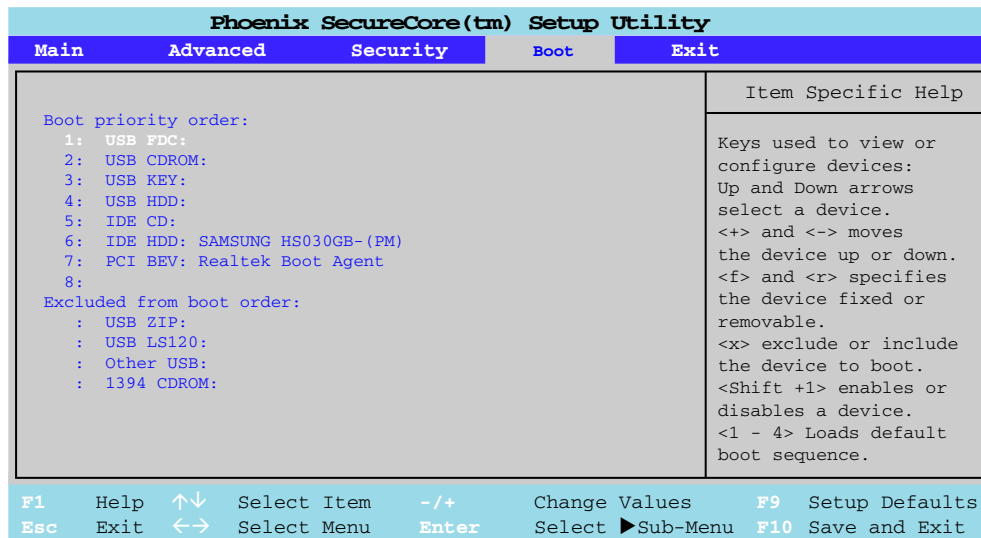 Phoenix SecureCore(tm) Setup Utility
Main Advanced Security Boot Exit
Boot priority order:
1: USB FDC:
2: USB CDROM:
3: USB KEY:
4: USB HDD:
5: IDE CD:
6: IDE HDD: SAMSUNG HS030GB-(PM)
7: PCI BEV: Realtek Boot Agent
8:
Excluded from boot order:
: USB ZIP:
: USB LS120:
: Other USB:
: 1394 CDROM:
Item Specific Help
Keys used to view or
configure devices:
Up and Down arrows
select a device.
<+> and <-> moves
the device up or down.
<f> and <r> specifies
the device fixed or
removable.
<x> exclude or include
the device to boot.
<Shift +1> enables or
disables a device.
<1 - 4> Loads default
boot sequence.
F1 Help ↑↓ Select Item -/+ Change Values F9 Setup Defaults
Esc Exit ←→ Select Menu Enter Select ▶Sub-Menu F10 Save and Exit